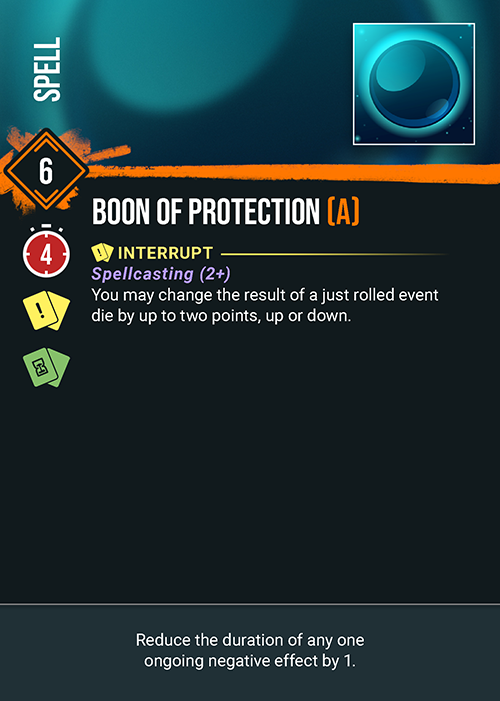 SPELL
6
BOON OF PROTECTION (A)
4
! INTERRUPT
Spellcasting (2+)
You may change the result of a just rolled event
die by up to two points, up or down.
!
Reduce the duration of any one
ongoing negative effect by 1.